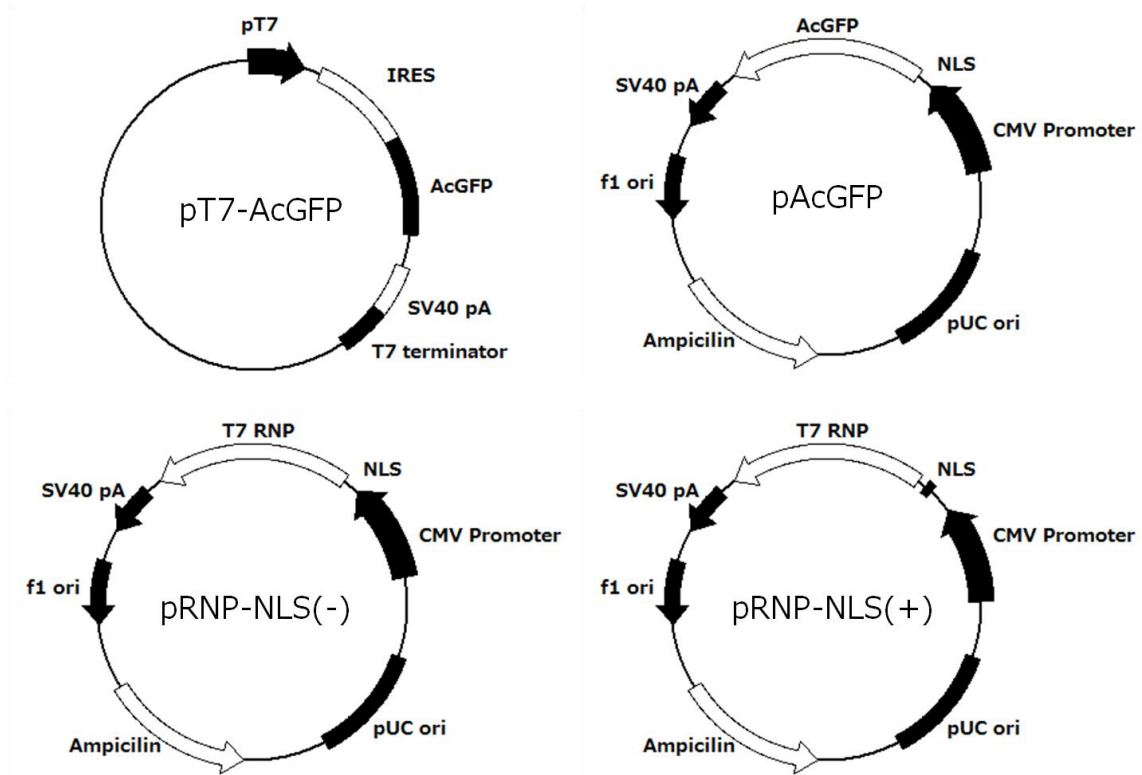 pT7
IRES
AcGFP
pT7-AcGFP
SV40 pA
T7 terminator
AcGFP
NLS
SV40 pA
CMV Promoter
f1 ori
pAcGFP
pUC ori
Ampicilin
T7 RNP
NLS
SV40 pA
CMV Promoter
f1 ori
pRNP-NLS(-)
pUC ori
Ampicilin
T7 RNP
NLS
SV40 pA
CMV Promoter
f1 ori
pRNP-NLS(+)
pUC ori
Ampicilin